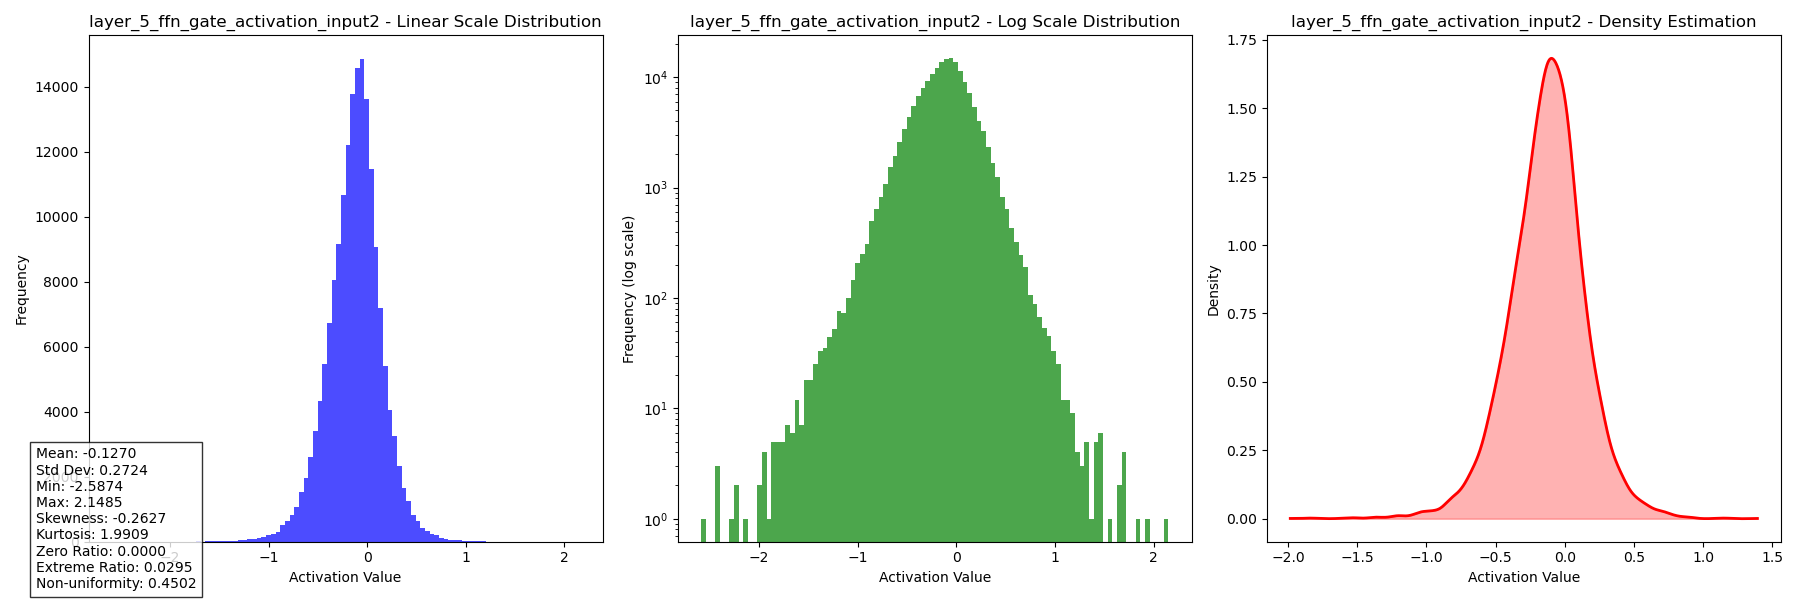 layer_5_ffn_gate_activation_input2 - Linear Scale Distribution
14000
12000
10000
8000
6000
4000
2000
0
Frequency
−2
−1
0
1
2
Activation Value
Mean: -0.1270
Std Dev: 0.2724
Min: -2.5874
Max: 2.1485
Skewness: -0.2627
Kurtosis: 1.9909
Zero Ratio: 0.0000
Extreme Ratio: 0.0295
Non-uniformity: 0.4502
layer_5_ffn_gate_activation_input2 - Log Scale Distribution
10⁴
10³
10²
10¹
10⁰
Frequency (log scale)
−2
−1
0
1
2
Activation Value
layer_5_ffn_gate_activation_input2 - Density Estimation
1.75
1.50
1.25
1.00
0.75
0.50
0.25
0.00
Density
−2.0
−1.5
−1.0
−0.5
0.0
0.5
1.0
1.5
Activation Value